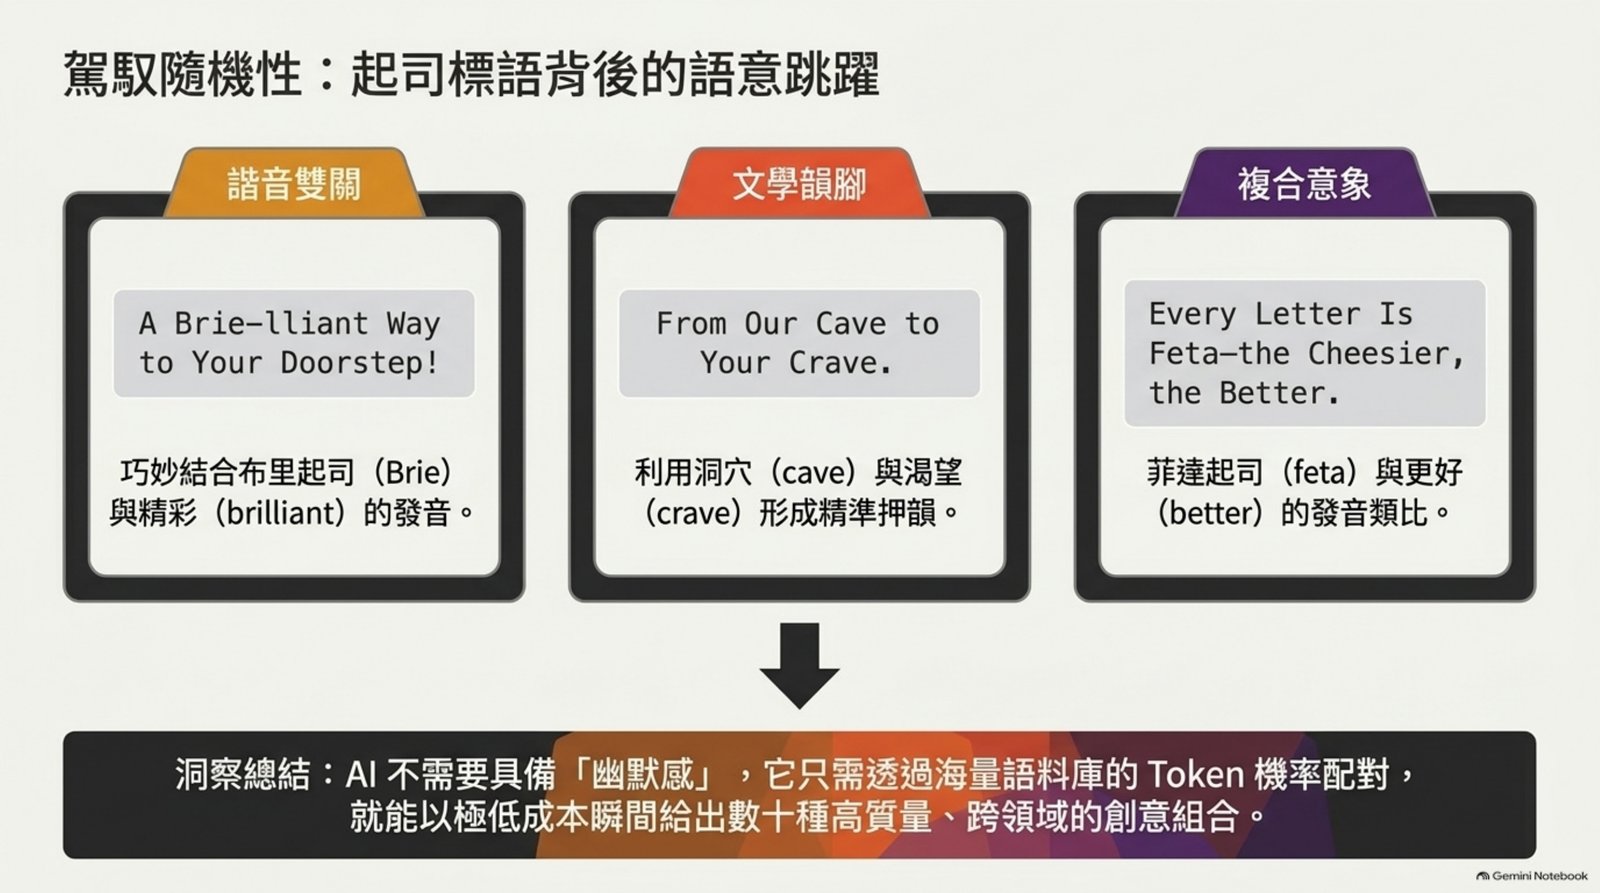 駕馭隨機性：起司標語背後的語意跳躍
諧音雙關
A Brie–lliant Way
to Your Doorstep!
巧妙結合布里起司（Brie）
與精彩（brilliant）的發音。
文學韻腳
From Our Cave to
Your Crave.
利用洞穴（cave）與渴望
（crave）形成精準押韻。
複合意象
Every Letter Is
Feta—the Cheesier,
the Better.
菲達起司（feta）與更好
（better）的發音類比。
洞察總結：AI 不需要具備「幽默感」，它只需透過海量語料庫的 Token 機率配對，
就能以極低成本瞬間給出數十種高質量、跨領域的創意組合。
Gemini Notebook